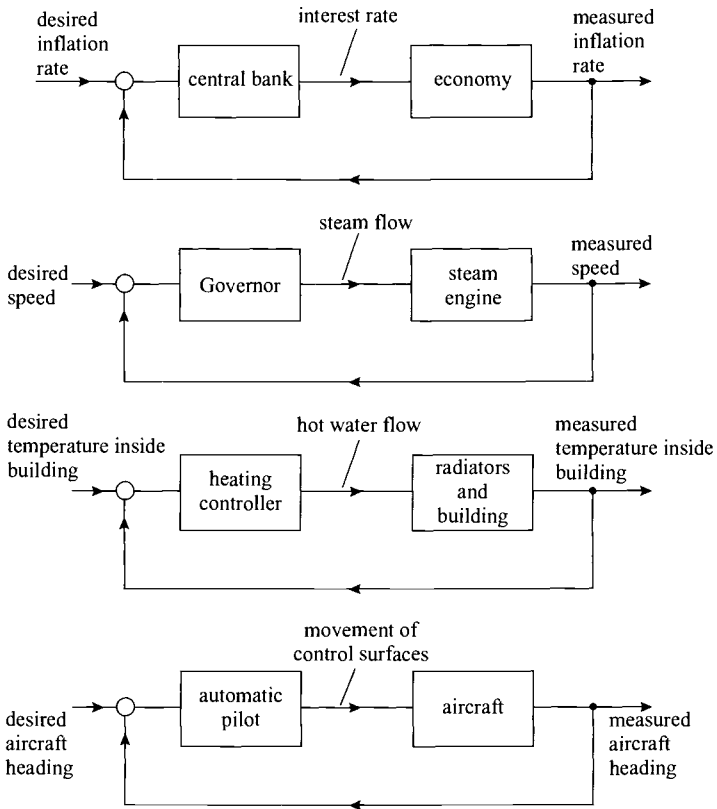 desired
inflation
rate
interest rate
measured
inflation
rate
central bank
economy
desired
speed
steam flow
measured
speed
Governor
steam
engine
desired
temperature inside
building
hot water flow
measured
temperature inside
building
heating
controller
radiators
and
building
movement of
control surfaces
automatic
pilot
aircraft
desired
aircraft
heading
measured
aircraft
heading